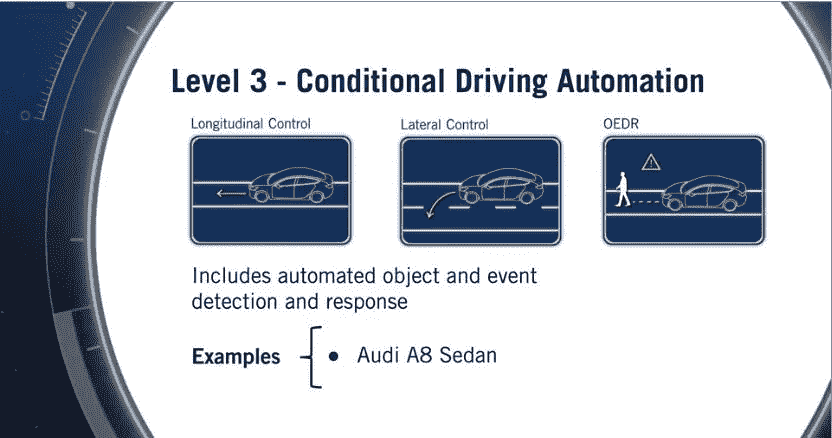 Level 3 - Conditional Driving Automation
Longitudinal Control
Lateral Control
OEDR
Includes automated object and event
detection and response
Examples
• Audi A8 Sedan